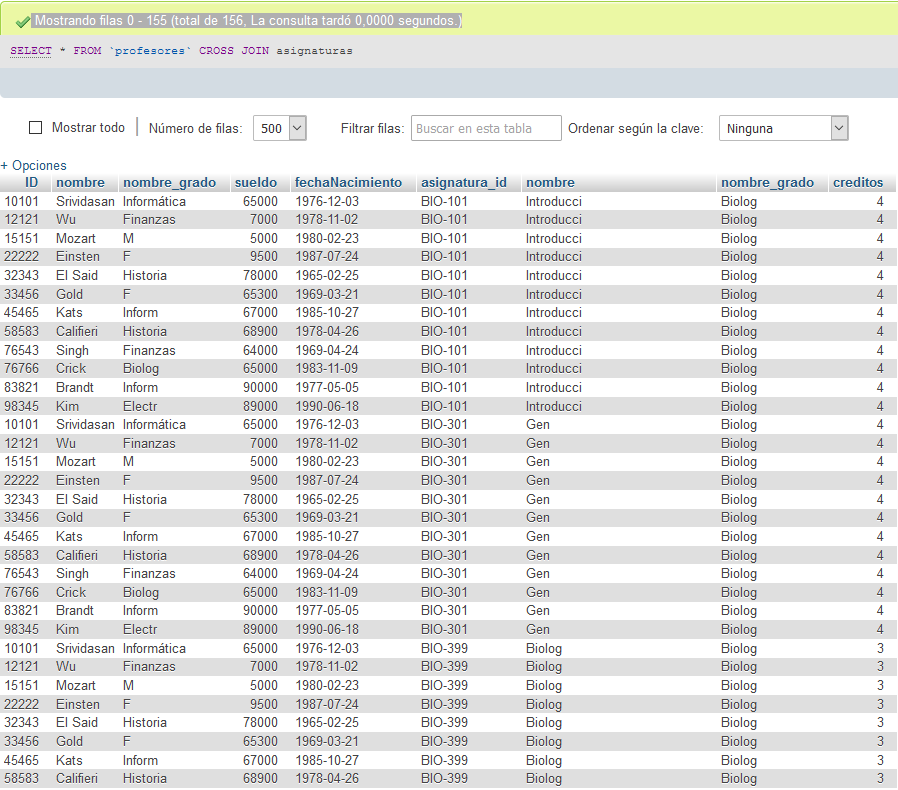 Mostrando filas 0 - 155 (total de 156, La consulta tardó 0,0000 segundos.)
SELECT * FROM `profesores` CROSS JOIN asignaturas
Mostrar todo Número de filas: 500 Filtrar filas: Buscar en esta tabla Ordenar según la clave: Ninguna
+ Opciones
ID nombre nombre_grado sueldo fechaNacimiento asignatura_id nombre nombre_grado creditos
10101 Srividasan Informática 65000 1976-12-03 BIO-101 Introducci Biolog 4
12121 Wu Finanzas 7000 1978-11-02 BIO-101 Introducci Biolog 4
15151 Mozart M 5000 1980-02-23 BIO-101 Introducci Biolog 4
22222 Einsten F 9500 1987-07-24 BIO-101 Introducci Biolog 4
32343 El Said Historia 78000 1965-02-25 BIO-101 Introducci Biolog 4
33456 Gold F 65300 1969-03-21 BIO-101 Introducci Biolog 4
45465 Kats Inform 67000 1985-10-27 BIO-101 Introducci Biolog 4
58583 Califieri Historia 68900 1978-04-26 BIO-101 Introducci Biolog 4
76543 Singh Finanzas 64000 1969-04-24 BIO-101 Introducci Biolog 4
76766 Crick Biolog 65000 1983-11-09 BIO-101 Introducci Biolog 4
83821 Brandt Inform 90000 1977-05-05 BIO-101 Introducci Biolog 4
98345 Kim Electr 89000 1990-06-18 BIO-101 Introducci Biolog 4
10101 Srividasan Informática 65000 1976-12-03 BIO-301 Gen Biolog 4
12121 Wu Finanzas 7000 1978-11-02 BIO-301 Gen Biolog 4
15151 Mozart M 5000 1980-02-23 BIO-301 Gen Biolog 4
22222 Einsten F 9500 1987-07-24 BIO-301 Gen Biolog 4
32343 El Said Historia 78000 1965-02-25 BIO-301 Gen Biolog 4
33456 Gold F 65300 1969-03-21 BIO-301 Gen Biolog 4
45465 Kats Inform 67000 1985-10-27 BIO-301 Gen Biolog 4
58583 Califieri Historia 68900 1978-04-26 BIO-301 Gen Biolog 4
76543 Singh Finanzas 64000 1969-04-24 BIO-301 Gen Biolog 4
76766 Crick Biolog 65000 1983-11-09 BIO-301 Gen Biolog 4
83821 Brandt Inform 90000 1977-05-05 BIO-301 Gen Biolog 4
98345 Kim Electr 89000 1990-06-18 BIO-301 Gen Biolog 4
10101 Srividasan Informática 65000 1976-12-03 BIO-399 Biolog Biolog 3
12121 Wu Finanzas 7000 1978-11-02 BIO-399 Biolog Biolog 3
15151 Mozart M 5000 1980-02-23 BIO-399 Biolog Biolog 3
22222 Einsten F 9500 1987-07-24 BIO-399 Biolog Biolog 3
32343 El Said Historia 78000 1965-02-25 BIO-399 Biolog Biolog 3
33456 Gold F 65300 1969-03-21 BIO-399 Biolog Biolog 3
45465 Kats Inform 67000 1985-10-27 BIO-399 Biolog Biolog 3
58583 Califieri Historia 68900 1978-04-26 BIO-399 Biolog Biolog 3